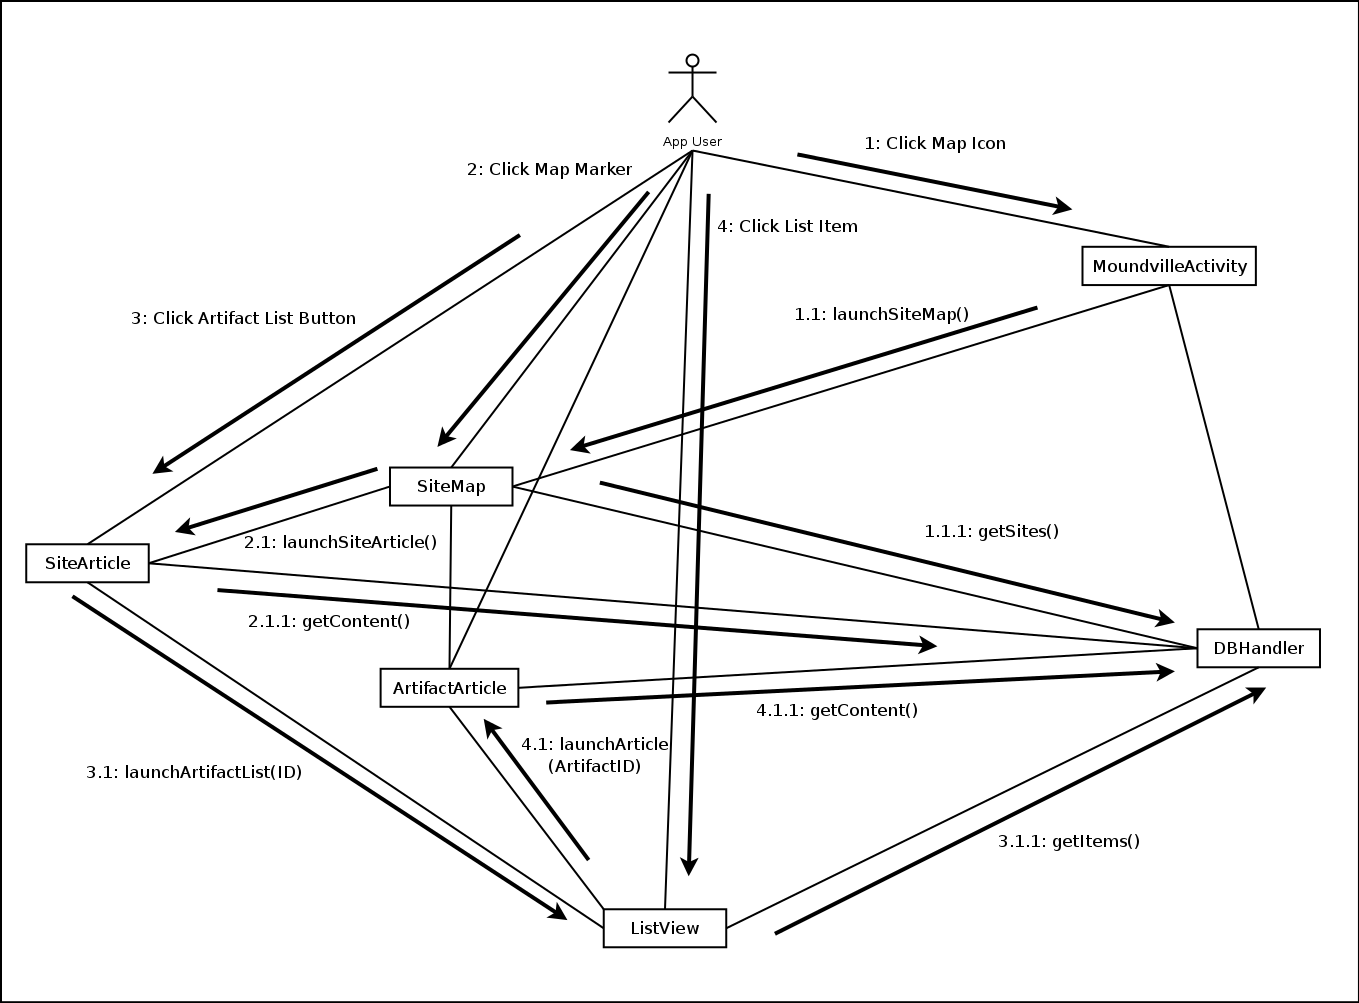 App User
1: Click Map Icon
2: Click Map Marker
4: Click List Item
MoundvilleActivity
1.1: launchSiteMap()
3: Click Artifact List Button
SiteMap
1.1.1: getSites()
2.1: launchSiteArticle()
SiteArticle
2.1.1: getContent()
DBHandler
ArtifactArticle
4.1.1: getContent()
4.1: launchArticle
(ArtifactID)
3.1: launchArtifactList(ID)
3.1.1: getItems()
ListView